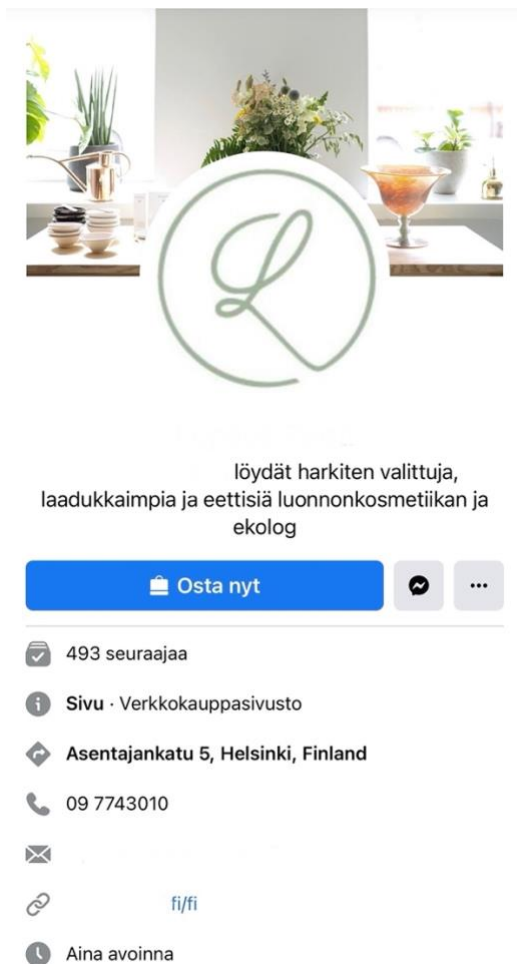 L
löydät harkiten valittuja,
laadukkaimpia ja eettisiä luonnonkosmetiikan ja
ekolog
Osta nyt
493 seuraajaa
Sivu · Verkkokauppasivusto
Asentajankatu 5, Helsinki, Finland
09 7743010
fi/fi
Aina avoinna